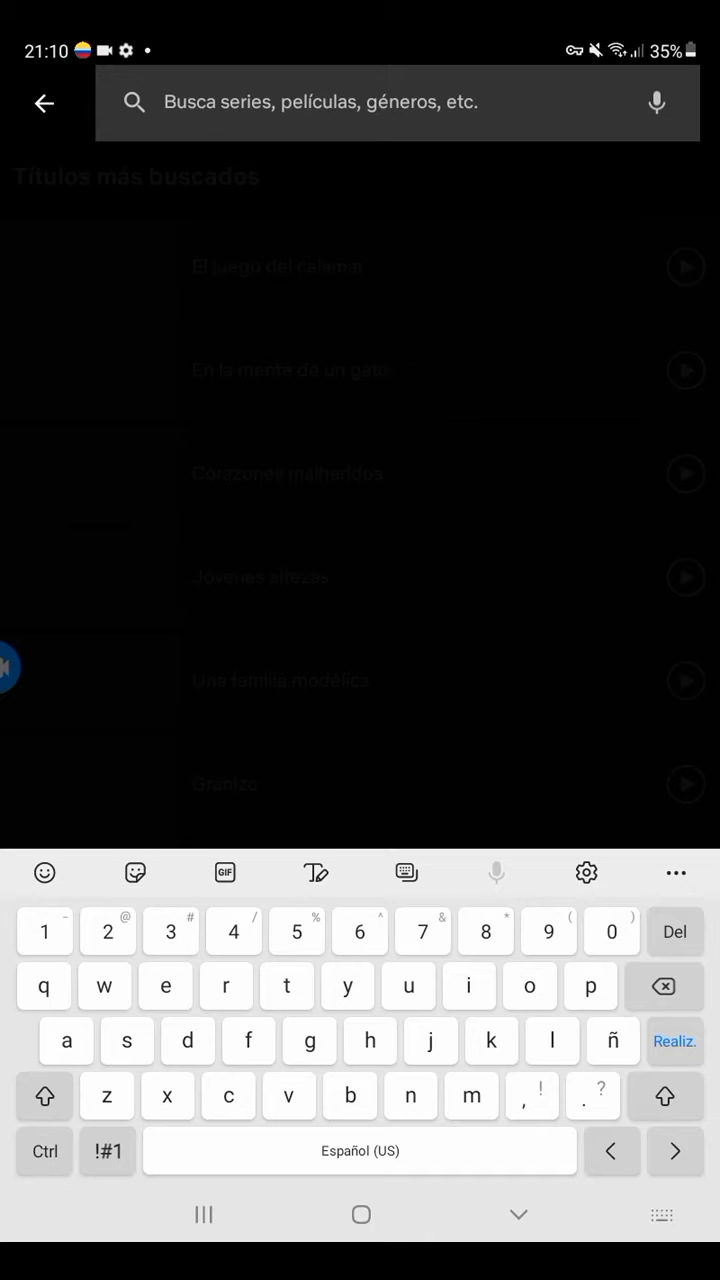 21:10
35%
Busca series, películas, géneros, etc.
Títulos más buscados
El juego del calamar
En la mente de un gato
Corazones malheridos
Jóvenes altezas
Una familia modélica
Granizo
GIF
1 - 2 @ 3 # 4 / 5 % 6 ^ 7 & 8 * 9 ( 0 ) Del
q w e r t y u i o p
a s d f g h j k l ñ Realiz.
z x c v b n m , ! . ?
Ctrl !#1 Español (US) < >